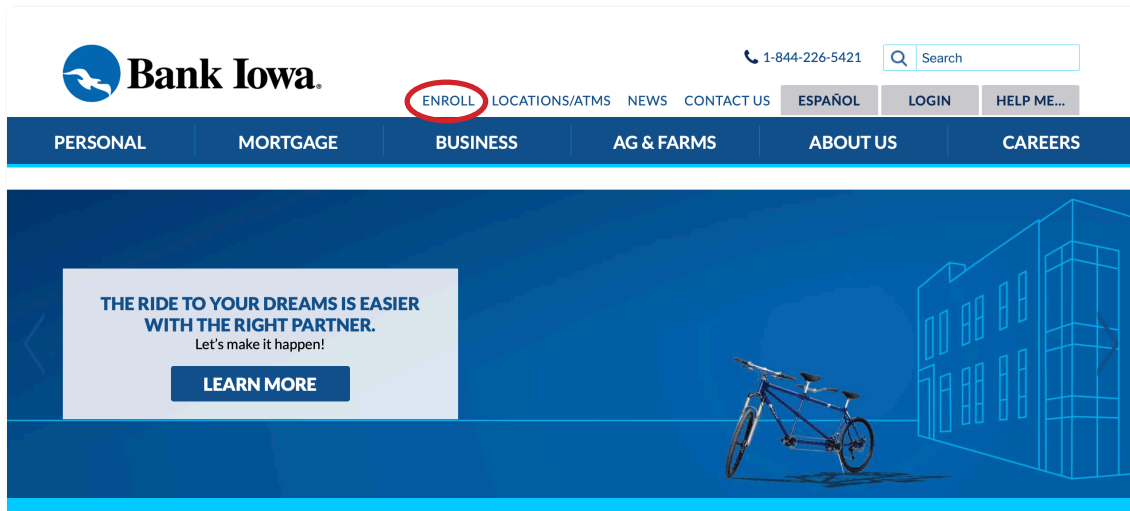 Bank Iowa.
1-844-226-5421
Search
ENROLL LOCATIONS/ATMS NEWS CONTACT US ESPAÑOL LOGIN HELP ME...
PERSONAL MORTGAGE BUSINESS AG & FARMS ABOUT US CAREERS
THE RIDE TO YOUR DREAMS IS EASIER
WITH THE RIGHT PARTNER.
Let's make it happen!
LEARN MORE